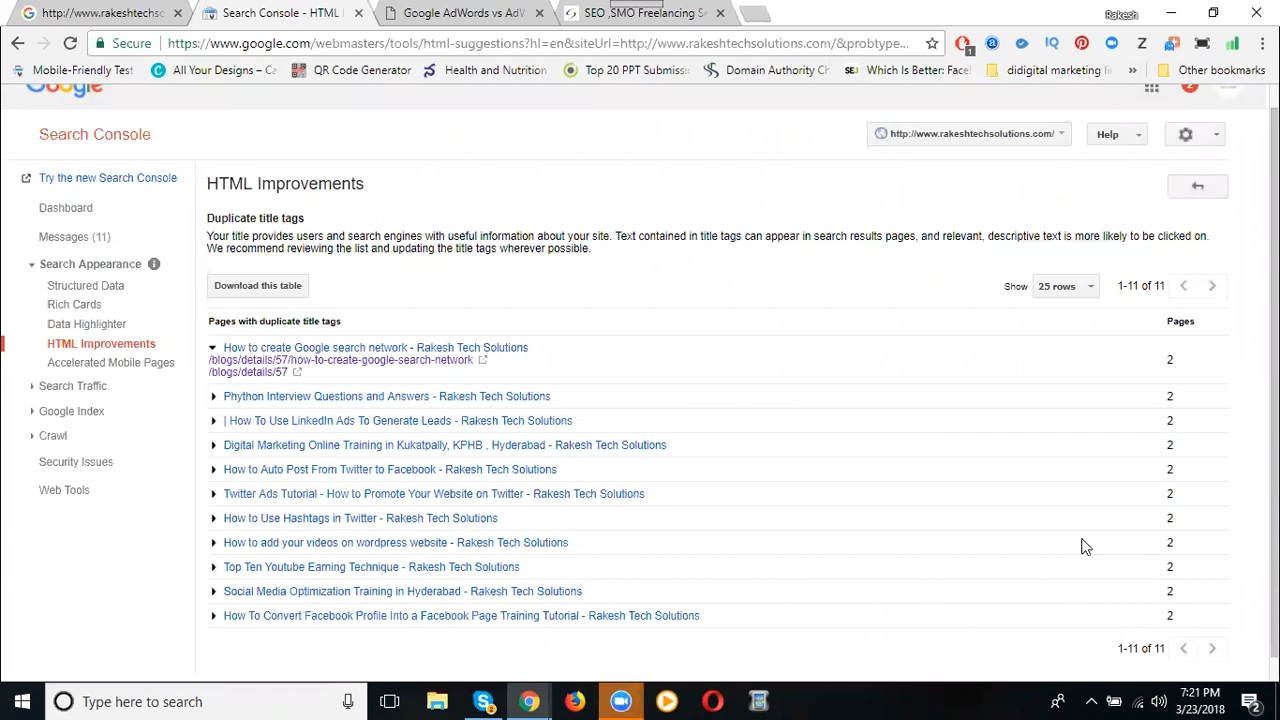 http://www.rakeshtechsc
Search Console - HTML I
Google AdWords vs AdV
SEO ,SMO Freelancing S
Rakesh
Secure
https://www.google.com/webmasters/tools/html-suggestions?hl=en&siteUrl=http://www.rakeshtechsolutions.com/&probtype...
Mobile-Friendly Test
All Your Designs – Ca
QR Code Generator
Health and Nutrition
Top 20 PPT Submissic
Domain Authority Ch
Which Is Better: Facel
didigital marketing li
Other bookmarks
Google
Search Console
http://www.rakeshtechsolutions.com/
Help
Try the new Search Console
Dashboard
Messages (11)
Search Appearance
Structured Data
Rich Cards
Data Highlighter
HTML Improvements
Accelerated Mobile Pages
Search Traffic
Google Index
Crawl
Security Issues
Web Tools
HTML Improvements
Duplicate title tags
Your title provides users and search engines with useful information about your site. Text contained in title tags can appear in search results pages, and relevant, descriptive text is more likely to be clicked on.
We recommend reviewing the list and updating the title tags wherever possible.
Download this table
Show
25 rows
1-11 of 11
Pages with duplicate title tags
Pages
How to create Google search network - Rakesh Tech Solutions
/blogs/details/57/how-to-create-google-search-network
/blogs/details/57
2
Phython Interview Questions and Answers - Rakesh Tech Solutions
2
| How To Use LinkedIn Ads To Generate Leads - Rakesh Tech Solutions
2
Digital Marketing Online Training in Kukatpally, KPHB , Hyderabad - Rakesh Tech Solutions
2
How to Auto Post From Twitter to Facebook - Rakesh Tech Solutions
2
Twitter Ads Tutorial - How to Promote Your Website on Twitter - Rakesh Tech Solutions
2
How to Use Hashtags in Twitter - Rakesh Tech Solutions
2
How to add your videos on wordpress website - Rakesh Tech Solutions
2
Top Ten Youtube Earning Technique - Rakesh Tech Solutions
2
Social Media Optimization Training in Hyderabad - Rakesh Tech Solutions
2
How To Convert Facebook Profile Into a Facebook Page Training Tutorial - Rakesh Tech Solutions
2
1-11 of 11
Type here to search
7:21 PM
3/23/2018
2